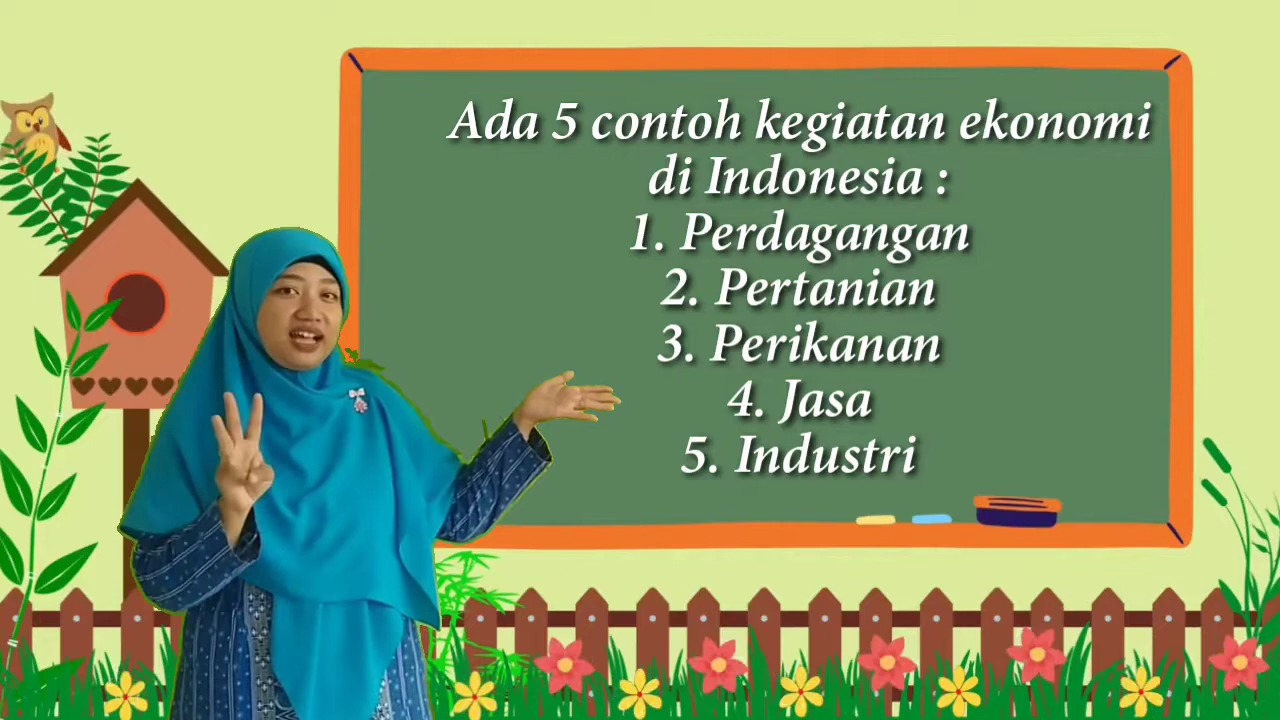 Ada 5 contoh kegiatan ekonomi
di Indonesia :
1. Perdagangan
2. Pertanian
3. Perikanan
4. Jasa
5. Industri